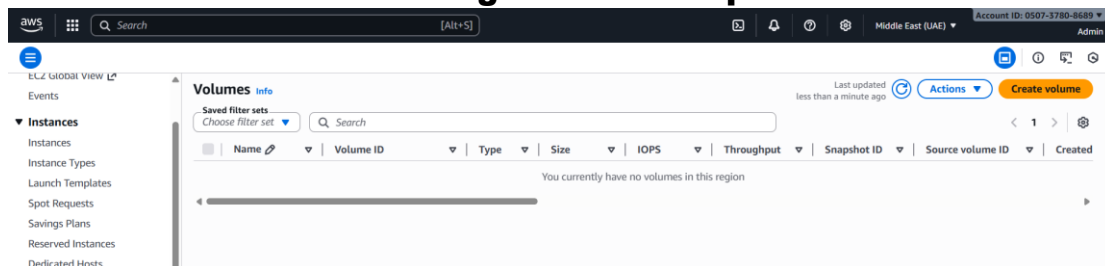 aws
Search
[Alt+S]
Middle East (UAE)
Account ID: 0507-3780-8689
Admin
EC2 Global View
Events
Instances
Instances
Instance Types
Launch Templates
Spot Requests
Savings Plans
Reserved Instances
Dedicated Hosts
Volumes Info
Last updated
less than a minute ago
Actions
Create volume
Saved filter sets
Choose filter set
Search
1
Name
Volume ID
Type
Size
IOPS
Throughput
Snapshot ID
Source volume ID
Created
You currently have no volumes in this region